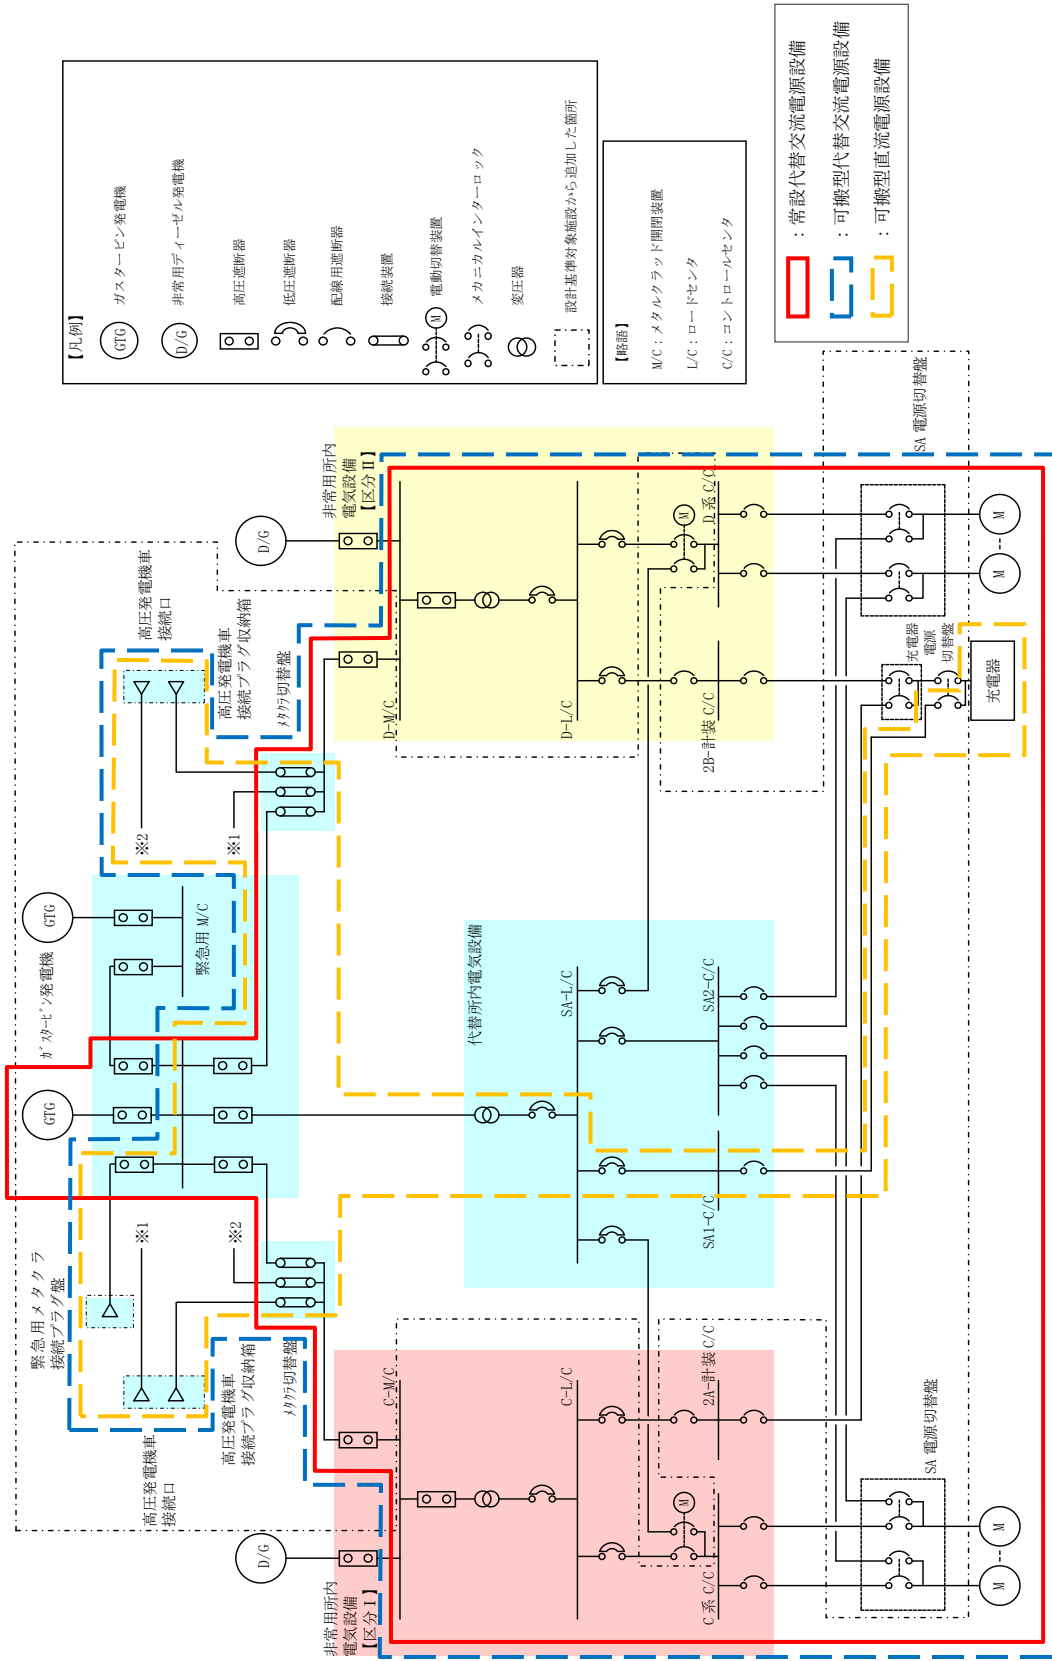 【凡例】
GTG
ガスタービン発電機
D/G
非常用ディーゼル発電機
高圧遮断器
低圧遮断器
配線用遮断器
接続装置
M
電動切替装置
メカニカルインターロック
変圧器
設計基準対象施設から追加した箇所
【略語】
M/C：メタルクラッド開閉装置
L/C：ロードセンタ
C/C：コントロールセンタ
：常設代替交流電源設備
：可搬型代替交流電源設備
：可搬型直流電源設備
緊急用メタクラ
接続プラグ盤
GTG
ｶﾞｽﾀｰﾋﾞﾝ発電機
GTG
緊急用 M/C
高圧発電機車
接続口
高圧発電機車
接続プラグ収納箱
ﾒﾀｸﾗ切替盤
※1
※2
高圧発電機車
接続口
高圧発電機車
接続プラグ収納箱
ﾒﾀｸﾗ切替盤
※2
※1
D/G
非常用所内
電気設備
【区分Ⅰ】
C-M/C
C-L/C
M
C 系 C/C
2A-計装 C/C
代替所内電気設備
SA-L/C
SA1-C/C
SA2-C/C
D/G
非常用所内
電気設備
【区分Ⅱ】
D-M/C
D-L/C
M
D 系 C/C
2B-計装 C/C
SA 電源切替盤
M
M
充電器
電源
切替盤
充電器
SA 電源切替盤
M
M